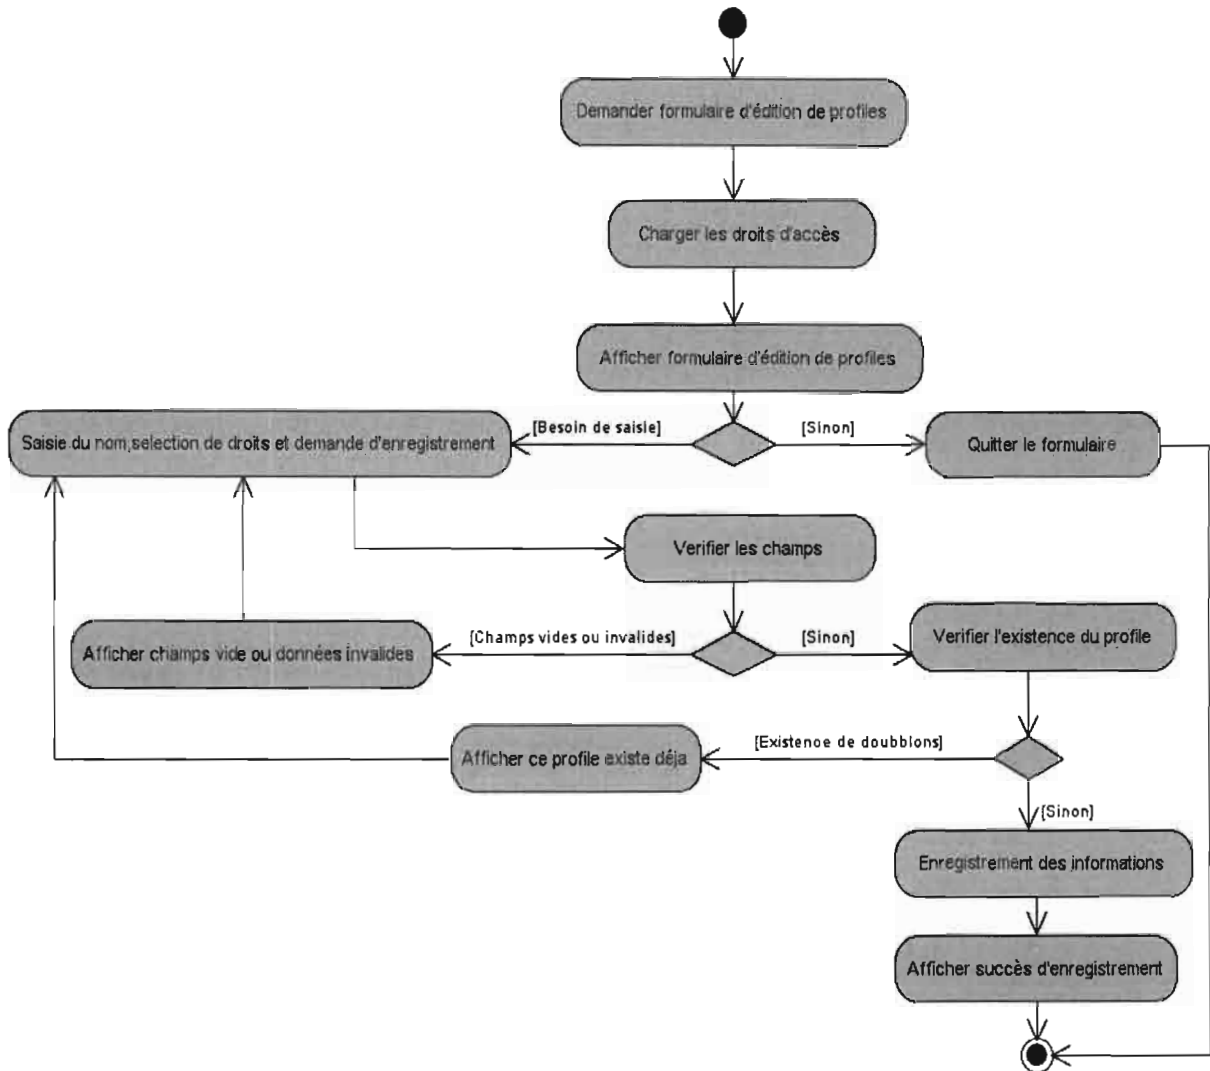 Demander formulaire d'édition de profiles
Charger les droits d'accès
Afficher formulaire d'édition de profiles
[Besoin de saisie]
[Sinon]
Saisie du nom,selection de droits et demande d'enregistrement
Quitter le formulaire
Verifier les champs
[Champs vides ou invalides]
[Sinon]
Verifier l'existence du profile
Afficher champs vide ou données invalides
[Existence de doubblons]
Afficher ce profile existe déja
[Sinon]
Enregistrement des informations
Afficher succès d'enregistrement